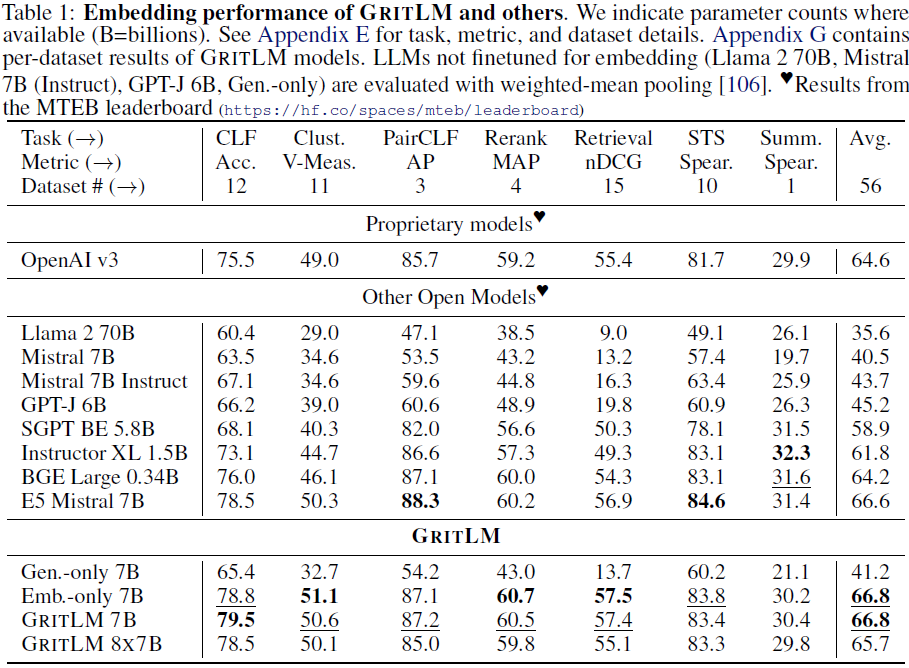 Table 1: Embedding performance of GRITLM and others. We indicate parameter counts where
available (B=billions). See Appendix E for task, metric, and dataset details. Appendix G contains
per-dataset results of GRITLM models. LLMs not finetuned for embedding (Llama 2 70B, Mistral
7B (Instruct), GPT-J 6B, Gen.-only) are evaluated with weighted-mean pooling [106]. ♥Results from
the MTEB leaderboard (https://hf.co/spaces/mteb/leaderboard)
Task (→) CLF Clust. PairCLF Rerank Retrieval STS Summ. Avg.
Metric (→) Acc. V-Meas. AP MAP nDCG Spear. Spear.
Dataset # (→) 12 11 3 4 15 10 1 56
Proprietary models♥
OpenAI v3 75.5 49.0 85.7 59.2 55.4 81.7 29.9 64.6
Other Open Models♥
Llama 2 70B 60.4 29.0 47.1 38.5 9.0 49.1 26.1 35.6
Mistral 7B 63.5 34.6 53.5 43.2 13.2 57.4 19.7 40.5
Mistral 7B Instruct 67.1 34.6 59.6 44.8 16.3 63.4 25.9 43.7
GPT-J 6B 66.2 39.0 60.6 48.9 19.8 60.9 26.3 45.2
SGPT BE 5.8B 68.1 40.3 82.0 56.6 50.3 78.1 31.5 58.9
Instructor XL 1.5B 73.1 44.7 86.6 57.3 49.3 83.1 32.3 61.8
BGE Large 0.34B 76.0 46.1 87.1 60.0 54.3 83.1 31.6 64.2
E5 Mistral 7B 78.5 50.3 88.3 60.2 56.9 84.6 31.4 66.6
GRITLM
Gen.-only 7B 65.4 32.7 54.2 43.0 13.7 60.2 21.1 41.2
Emb.-only 7B 78.8 51.1 87.1 60.7 57.5 83.8 30.2 66.8
GRITLM 7B 79.5 50.6 87.2 60.5 57.4 83.4 30.4 66.8
GRITLM 8X7B 78.5 50.1 85.0 59.8 55.1 83.3 29.8 65.7